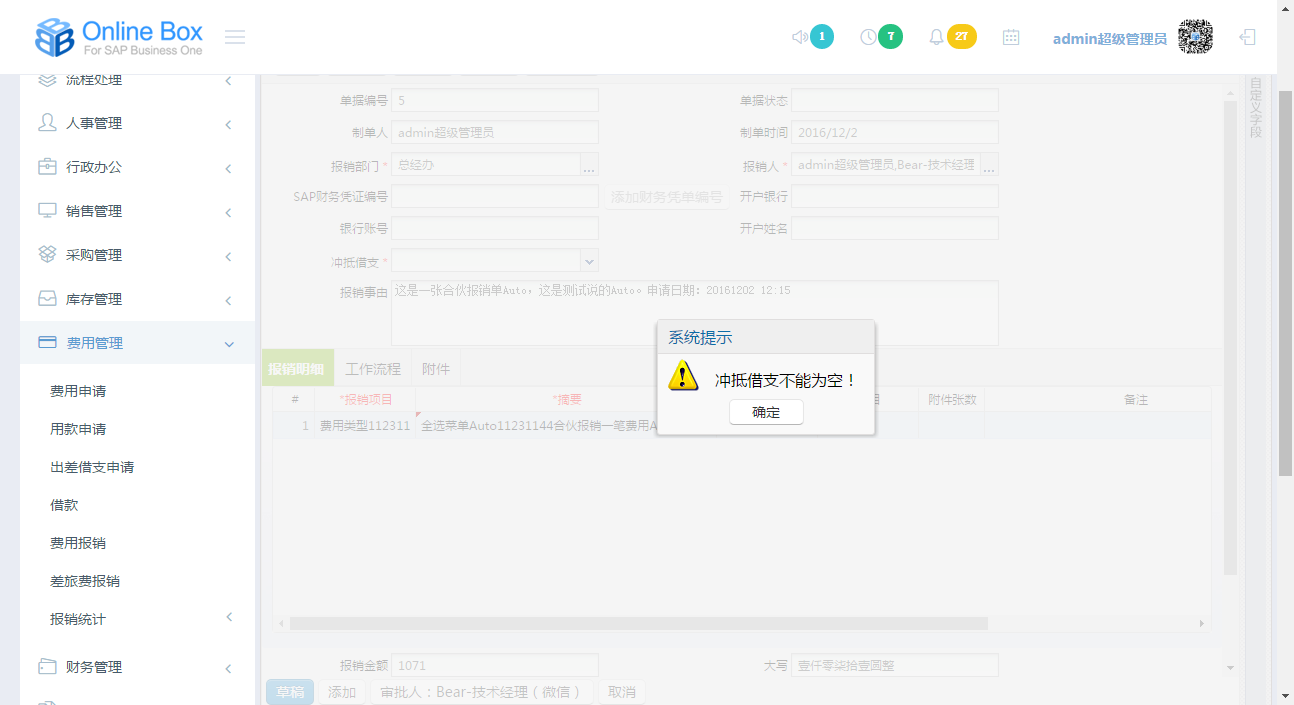 Online Box
For SAP Business One
1
7
27
admin超级管理员
流程处理
人事管理
行政办公
销售管理
采购管理
库存管理
费用管理
费用申请
用款申请
出差借支申请
借款
费用报销
差旅费报销
报销统计
财务管理
单据编号 5 单据状态
制单人 admin超级管理员 制单时间 2016/12/2
报销部门* 总经办 ... 报销人* admin超级管理员,Bear-技术经理 ...
SAP财务凭证编号 添加财务凭单编号 开户银行
银行账号 开户姓名
冲抵借支*
报销事由 这是一张合伙报销单Auto，这是测试说的Auto。申请日期：20161202 12:15
自定义字段
系统提示
冲抵借支不能为空！
确定
报销明细 工作流程 附件
# *报销项目 *摘要 附件张数 备注
1 费用类型112311 全选菜单Auto11231144合伙报销一笔费用A
报销金额 1071 大写 壹仟零柒拾壹圆整
草稿 添加 审批人：Bear-技术经理（微信） 取消